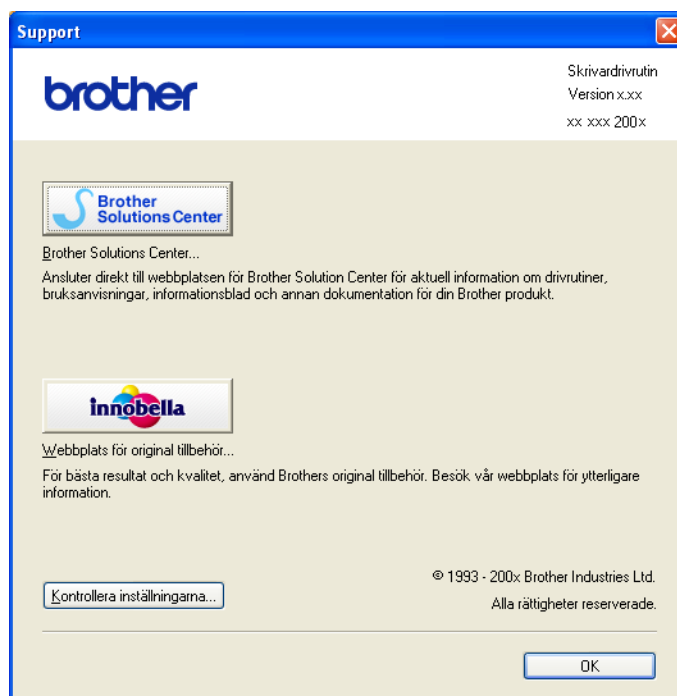 Support
brother
Skrivardrivrutin
Version x.xx
xx xxx 200x
Brother
Solutions Center
Brother Solutions Center...
Ansluter direkt till webbplatsen för Brother Solution Center för aktuell information om drivrutiner,
bruksanvisningar, informationsblad och annan dokumentation för din Brother produkt.
innobella
Webbplats för original tillbehör...
För bästa resultat och kvalitet, använd Brothers original tillbehör. Besök vår webbplats för ytterligare
information.
© 1993 - 200x Brother Industries Ltd.
Kontrollera inställningarna...
Alla rättigheter reserverade.
OK